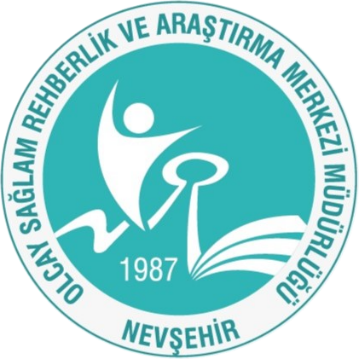 OLCAY SAĞLAM REHBERLİK VE ARAŞTIRMA MERKEZİ MÜDÜRLÜĞÜ
1987
NEVŞEHİR